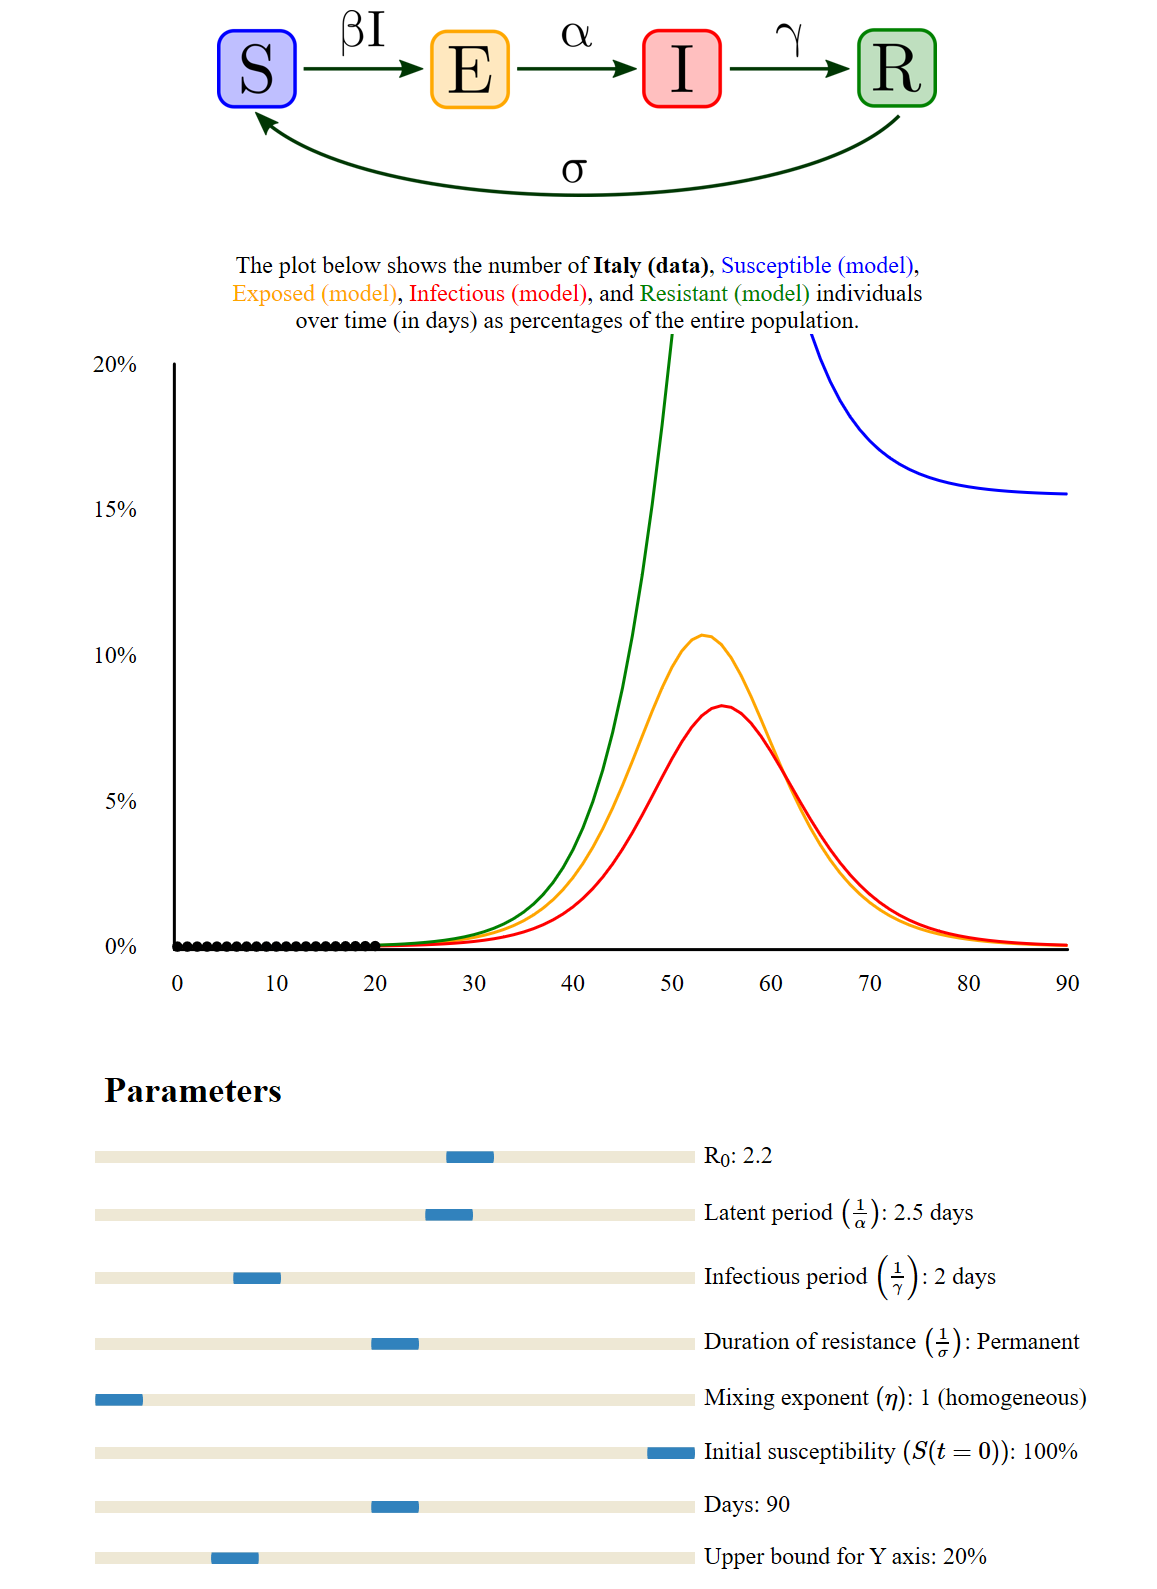 βI α γ
S E I R
σ
The plot below shows the number of Italy (data), Susceptible (model),
Exposed (model), Infectious (model), and Resistant (model) individuals
over time (in days) as percentages of the entire population.
20%
15%
10%
5%
0%
0 10 20 30 40 50 60 70 80 90
Parameters
R₀: 2.2
Latent period (1/α): 2.5 days
Infectious period (1/γ): 2 days
Duration of resistance (1/σ): Permanent
Mixing exponent (η): 1 (homogeneous)
Initial susceptibility (S(t = 0)): 100%
Days: 90
Upper bound for Y axis: 20%